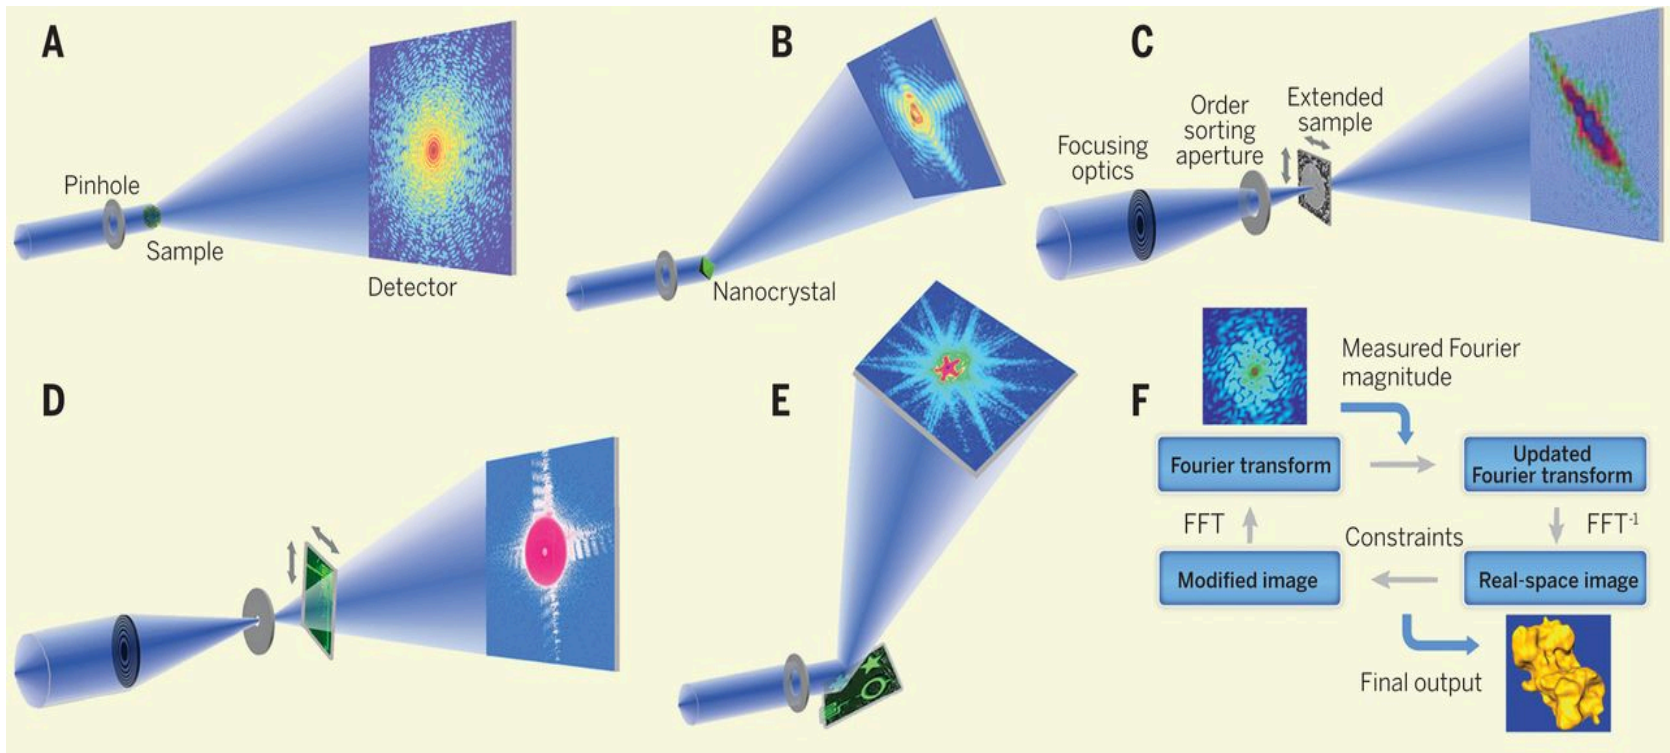 A
Pinhole
Sample
Detector
B
Nanocrystal
C
Focusing
optics
Order
sorting
aperture
Extended
sample
D
E
F
Measured Fourier
magnitude
Fourier transform
Updated
Fourier transform
FFT
FFT⁻¹
Constraints
Modified image
Real-space image
Final output